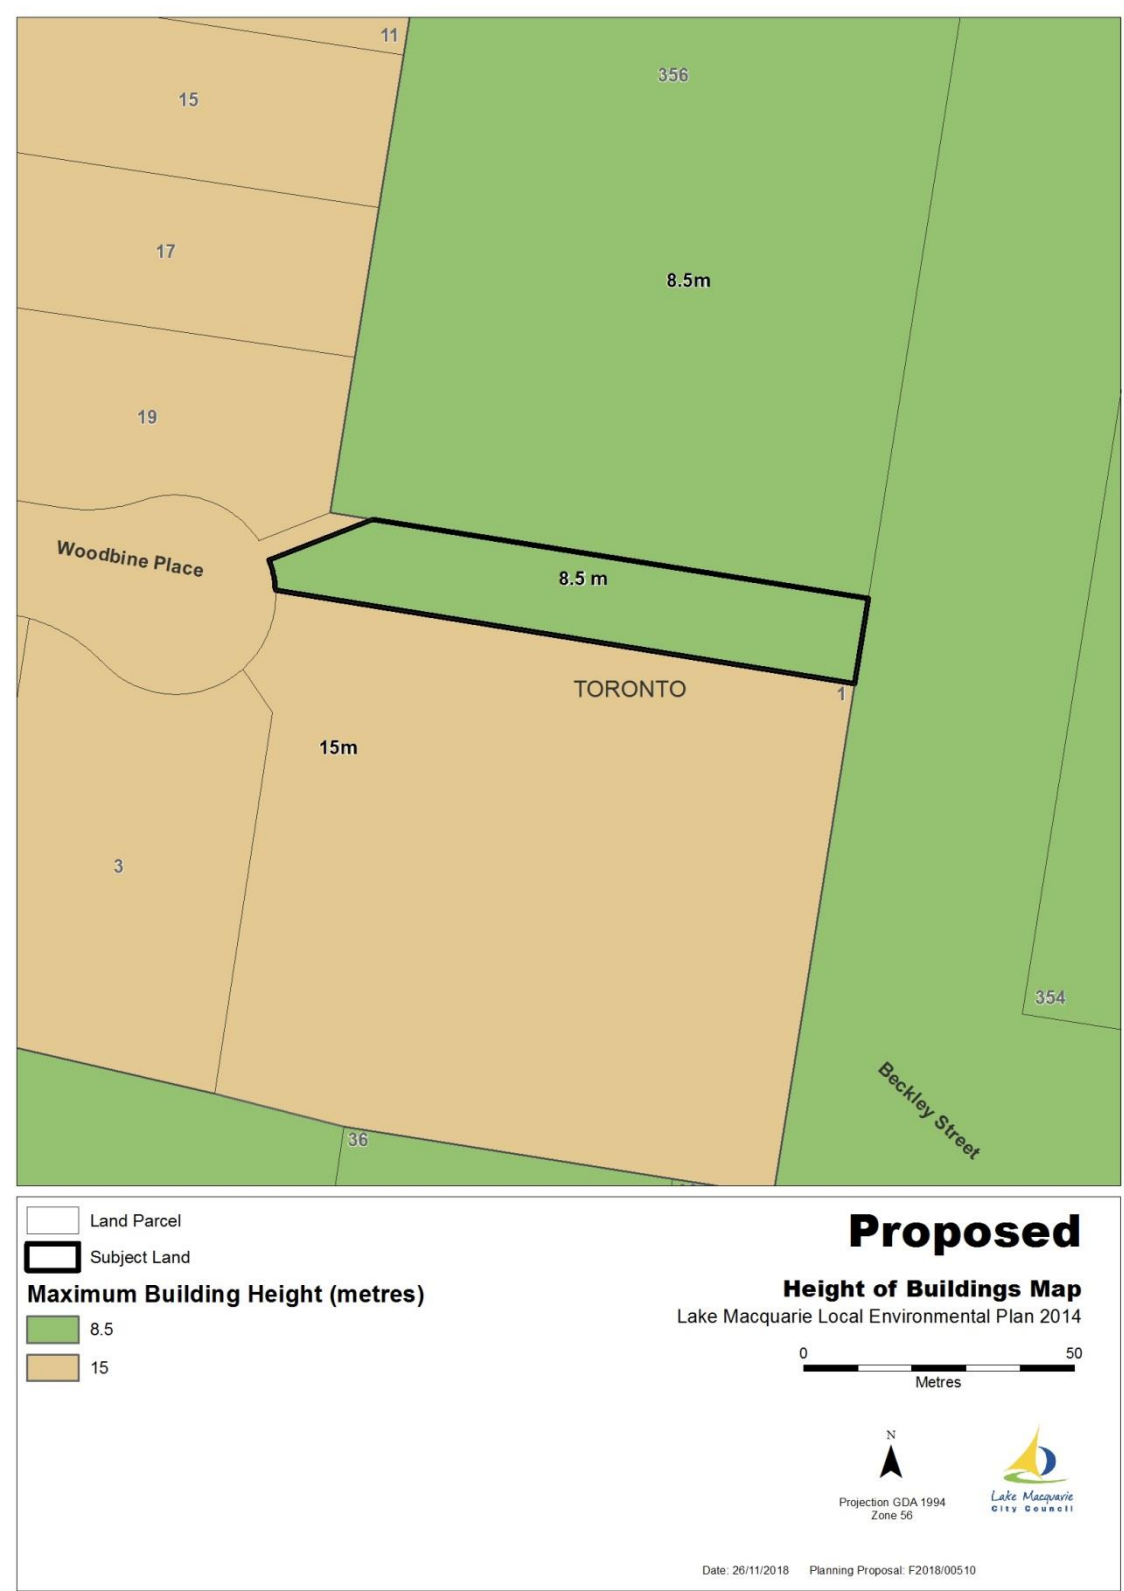 11
356
15
17
8.5m
19
Woodbine Place
8.5 m
TORONTO
1
15m
3
354
Beckley Street
36
Land Parcel
Subject Land
Maximum Building Height (metres)
8.5
15
Proposed
Height of Buildings Map
Lake Macquarie Local Environmental Plan 2014
0 50
Metres
N
Projection GDA 1994
Zone 56
Lake Macquarie
City Council
Date: 26/11/2018 Planning Proposal: F2018/00510